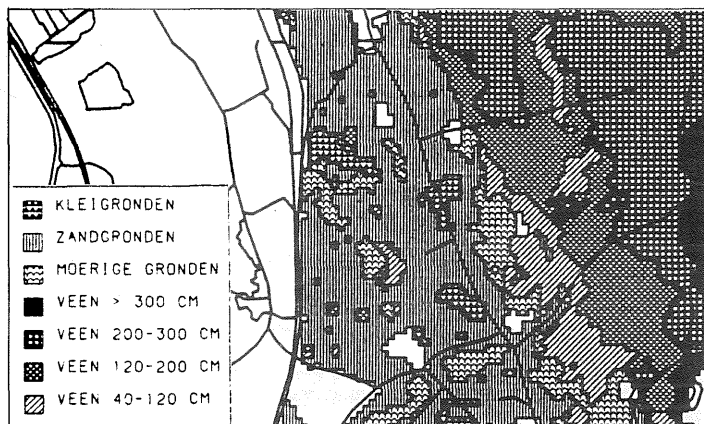 KLEIGRONDEN
ZANDGRONDEN
MOERIGE GRONDEN
VEEN > 300 CM
VEEN 200-300 CM
VEEN 120-200 CM
VEEN 40-120 CM